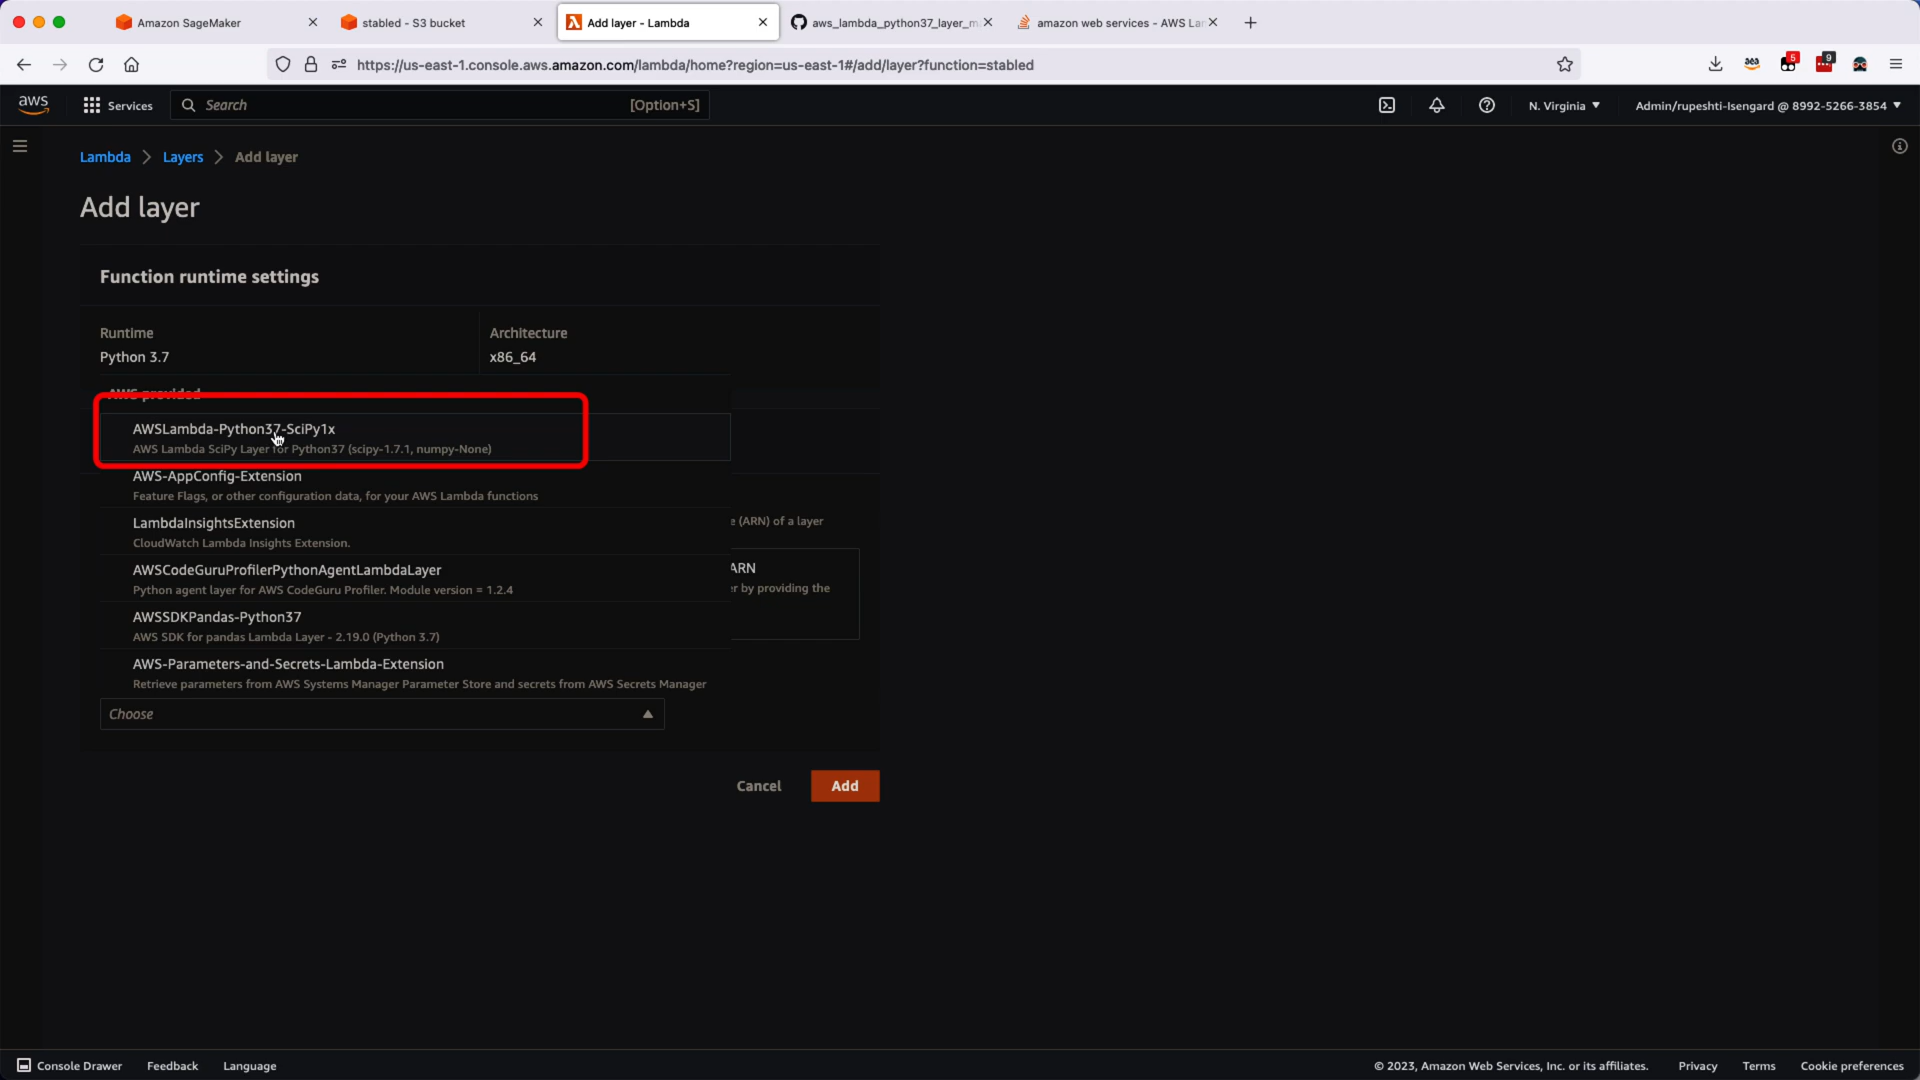 Amazon SageMaker
stabled - S3 bucket
Add layer - Lambda
aws_lambda_python37_layer_m
amazon web services - AWS La
https://us-east-1.console.aws.amazon.com/lambda/home?region=us-east-1#/add/layer?function=stabled
5
9
aws
Services
Search
[Option+S]
N. Virginia
Admin/rupeshti-Isengard @ 8992-5266-3854
Lambda
Layers
Add layer
Add layer
Function runtime settings
Runtime
Architecture
Python 3.7
x86_64
AWS provided
AWSLambda-Python37-SciPy1x
AWS Lambda SciPy Layer for Python37 (scipy-1.7.1, numpy-None)
AWS-AppConfig-Extension
Feature Flags, or other configuration data, for your AWS Lambda functions
LambdaInsightsExtension
e (ARN) of a layer
CloudWatch Lambda Insights Extension.
AWSCodeGuruProfilerPythonAgentLambdaLayer
ARN
Python agent layer for AWS CodeGuru Profiler. Module version = 1.2.4
er by providing the
AWSSDKPandas-Python37
AWS SDK for pandas Lambda Layer - 2.19.0 (Python 3.7)
AWS-Parameters-and-Secrets-Lambda-Extension
Retrieve parameters from AWS Systems Manager Parameter Store and secrets from AWS Secrets Manager
Choose
Cancel
Add
Console Drawer
Feedback
Language
© 2023, Amazon Web Services, Inc. or its affiliates.
Privacy
Terms
Cookie preferences